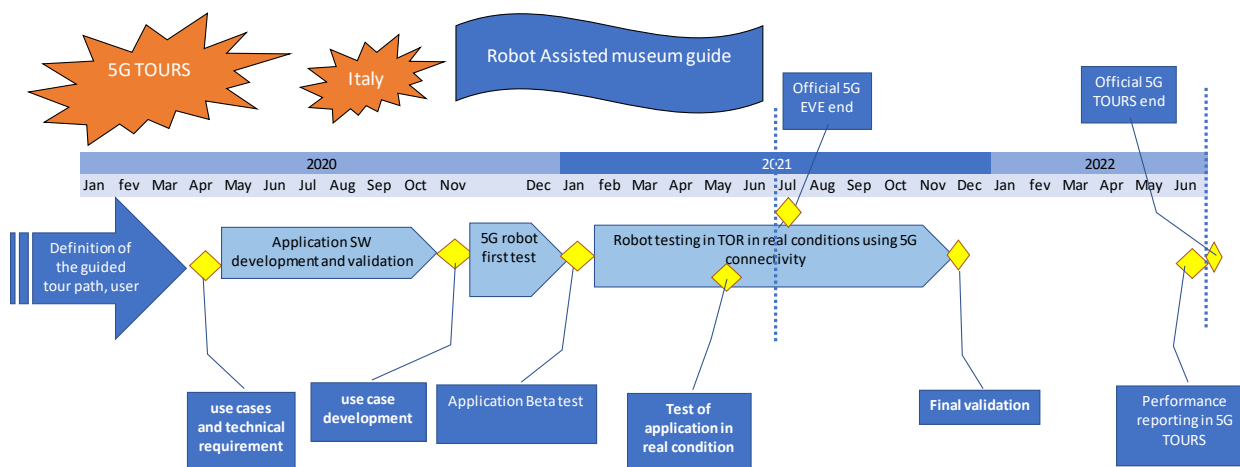 5G TOURS
Italy
Robot Assisted museum guide
Official 5G
EVE end
Official 5G
TOURS end
2020
2021
2022
Jan fev Mar Apr May Jun Jul Aug Sep Oct Nov Dec Jan feb Mar Apr May Jun Jul Aug Sep Oct Nov Dec Jan fev Mar Apr May Jun
Definition of
the guided
tour path, user
Application SW
development and validation
5G robot
first test
Robot testing in TOR in real conditions using 5G
connectivity
use cases
and technical
requirement
use case
development
Application Beta test
Test of
application in
real condition
Final validation
Performance
reporting in 5G
TOURS